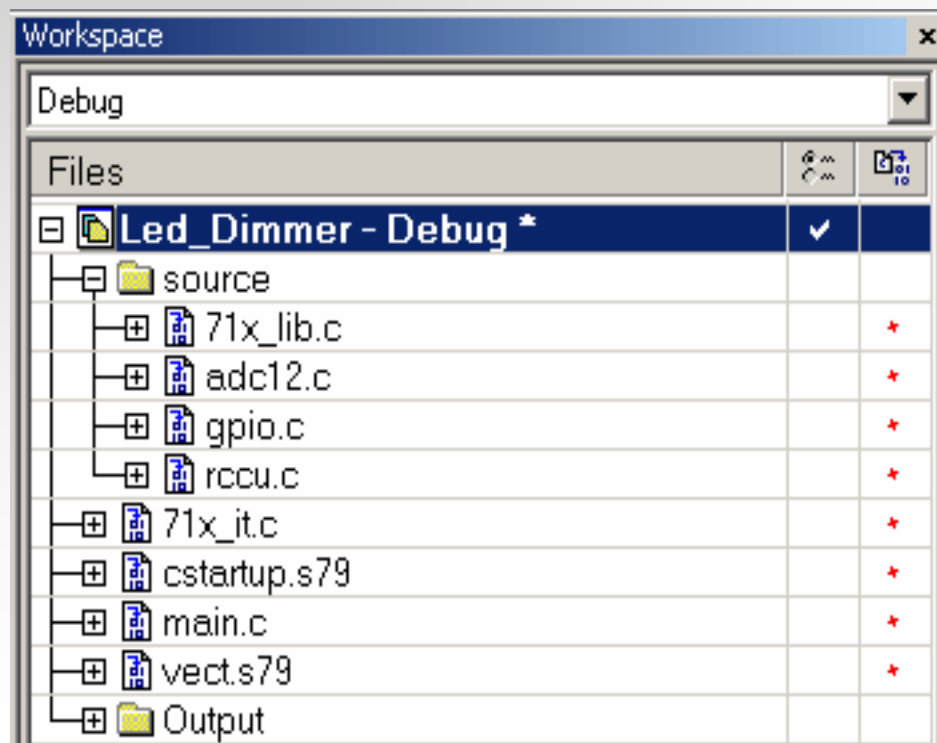 Workspace
Debug
Files
Led_Dimmer - Debug *
source
71x_lib.c
adc12.c
gpio.c
rccu.c
71x_it.c
cstartup.s79
main.c
vect.s79
Output